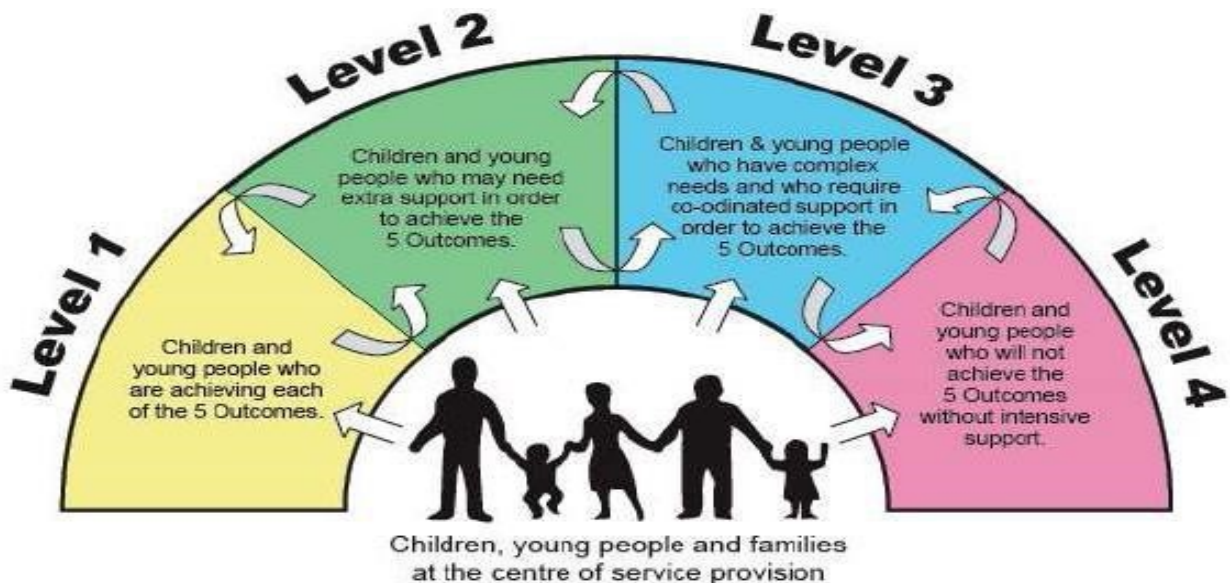 Level 1
Level 2
Level 3
Level 4
Children and
young people who
are achieving each
of the 5 Outcomes.
Children and young
people who may need
extra support in order
to achieve the
5 Outcomes.
Children & young people
who have complex
needs and who require
co-odinated support in
order to achieve the
5 Outcomes.
Children and
young people
who will not
achieve the
5 Outcomes
without intensive
support.
Children, young people and families
at the centre of service provision